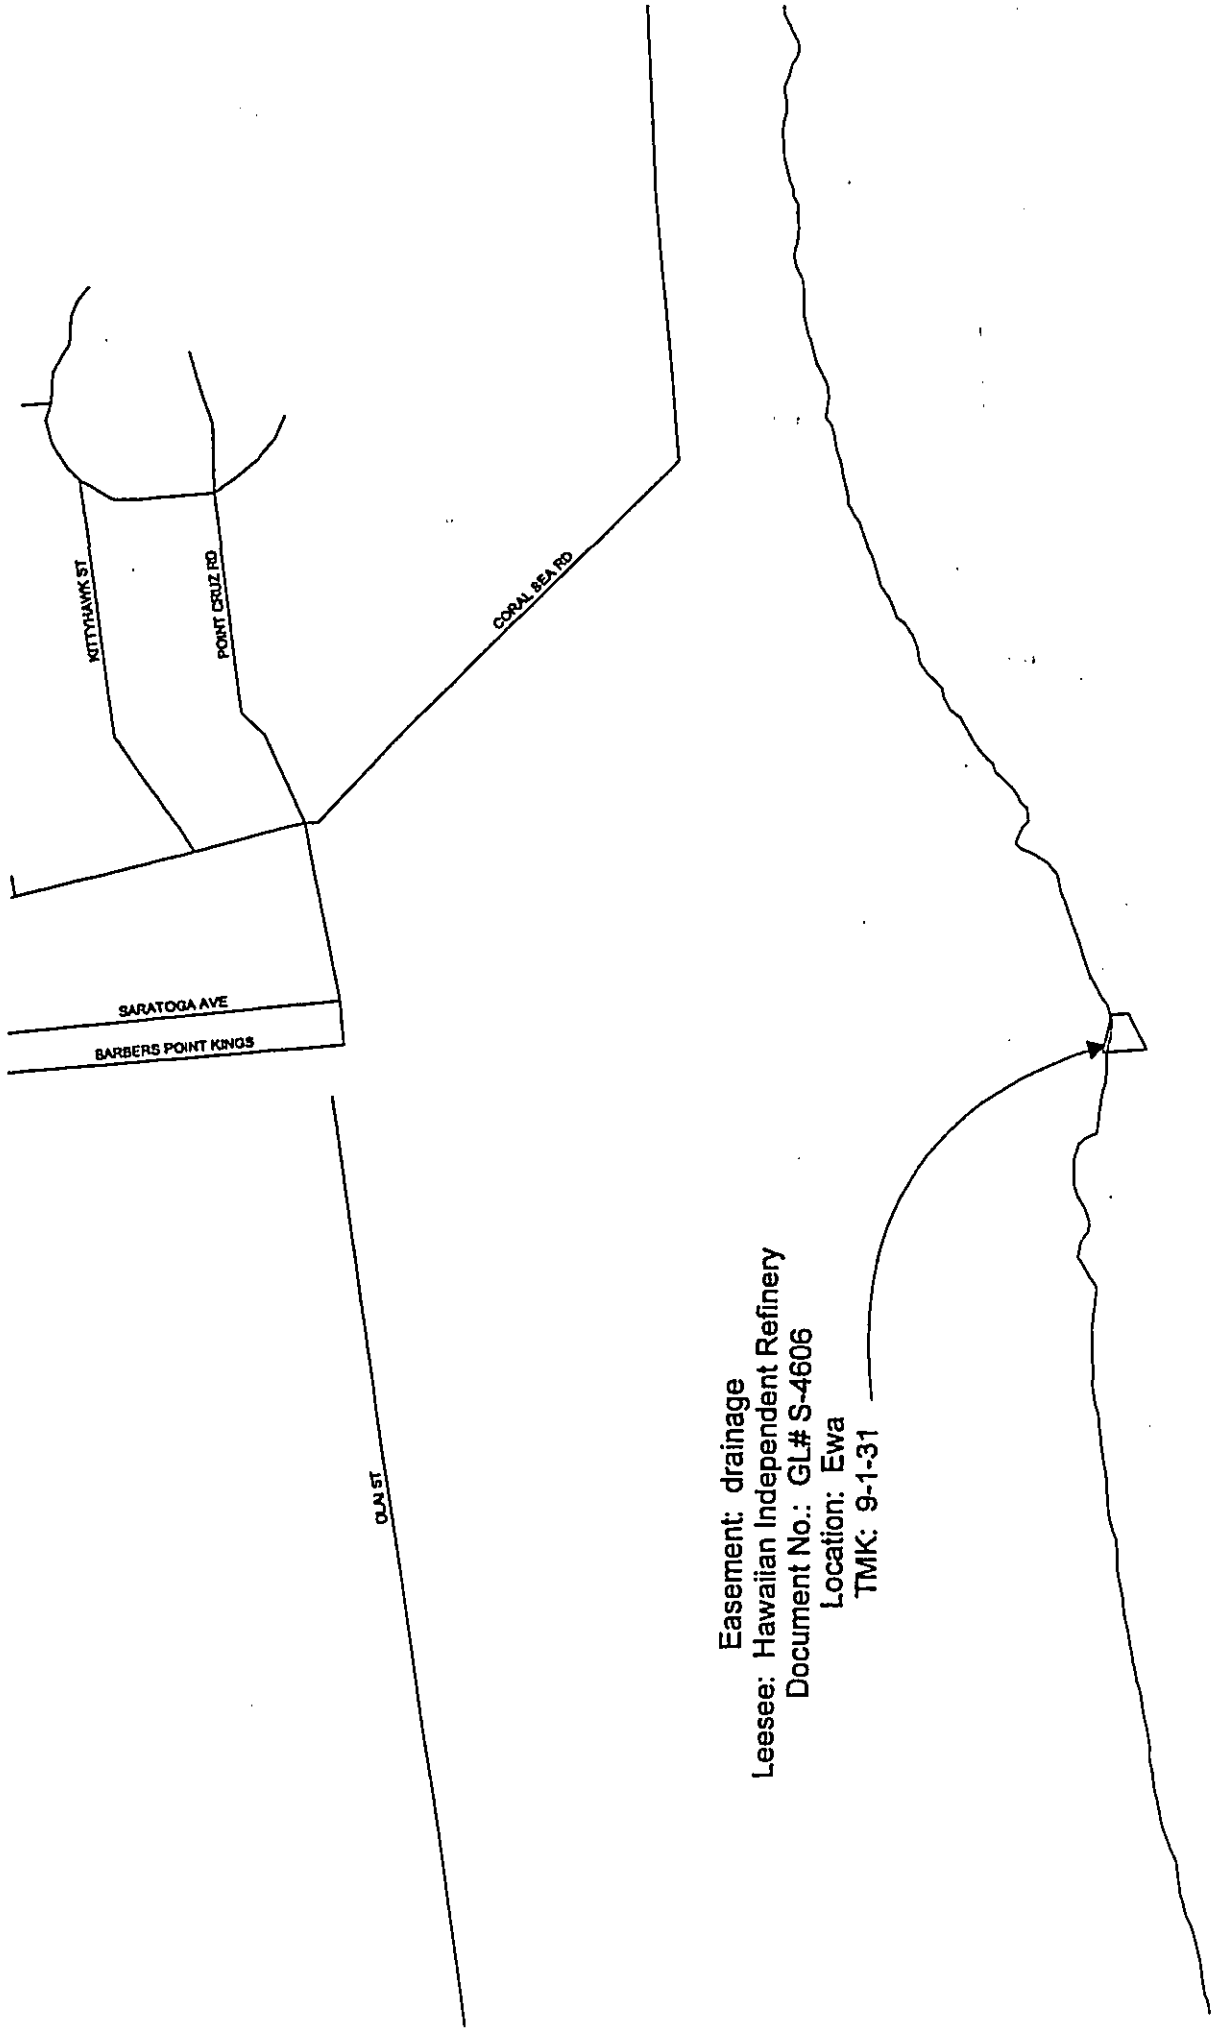 KITTYHAWK ST
POINT CRUZ RD
CORAL SEA RD
SARATOGA AVE
BARBERS POINT KINGS
OLAI ST
Easement: drainage
Leesee: Hawaiian Independent Refinery
Document No.: GL# S-4606
Location: Ewa
TMK: 9-1-31